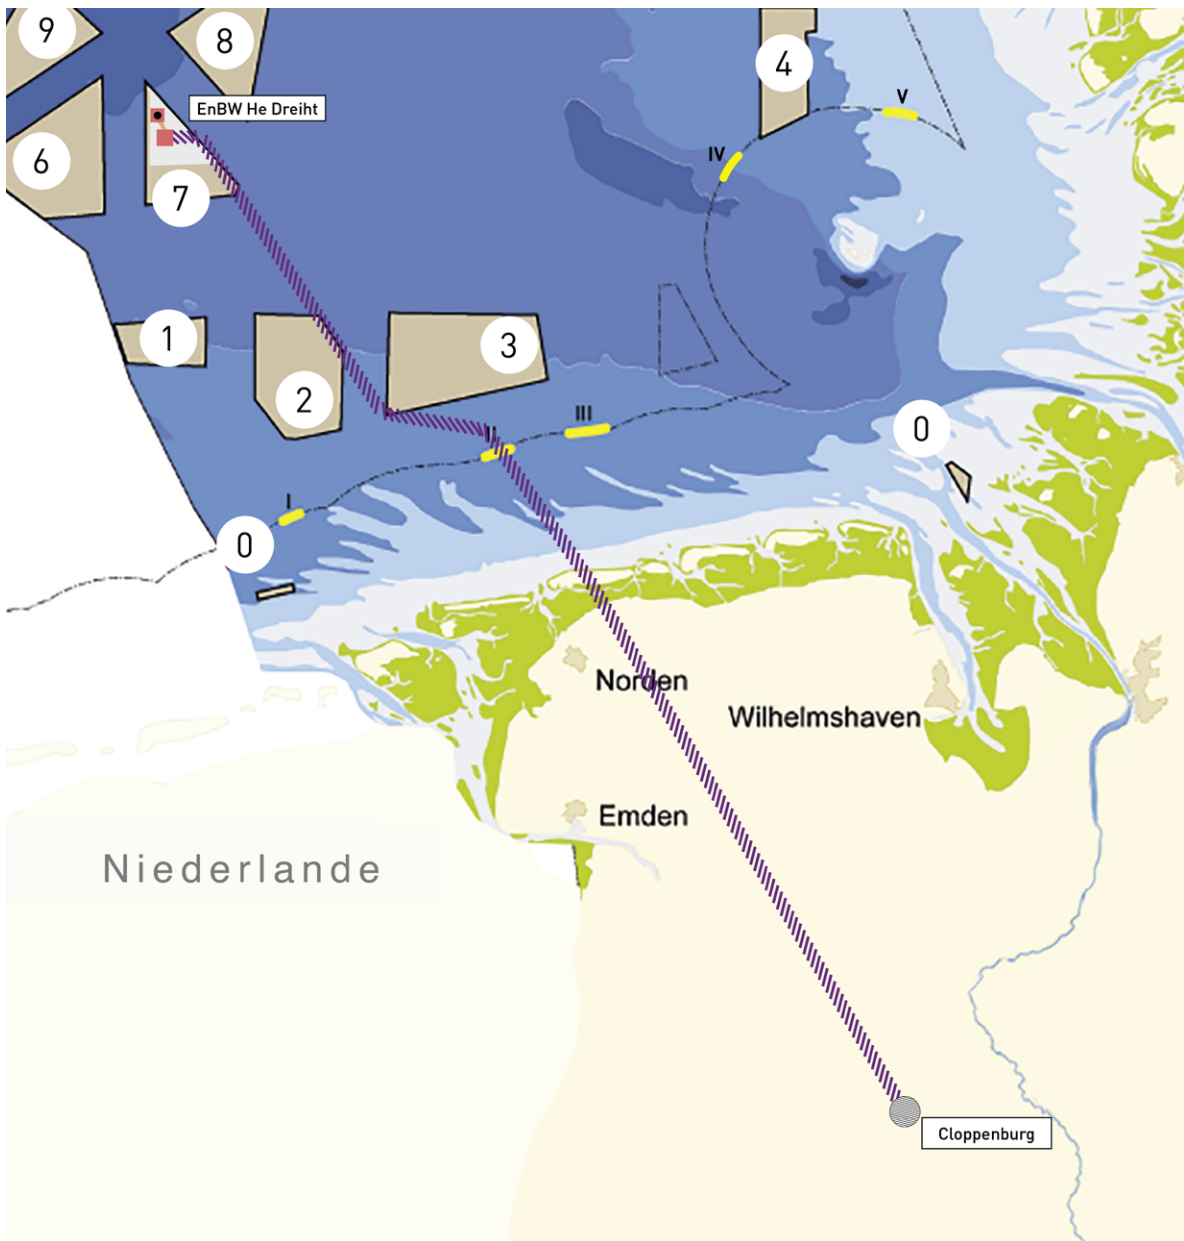 9
8
4
EnBW He Dreiht
V
6
IV
7
1
3
2
III
0
II
I
0
Norden
Wilhelmshaven
Emden
Niederlande
Cloppenburg